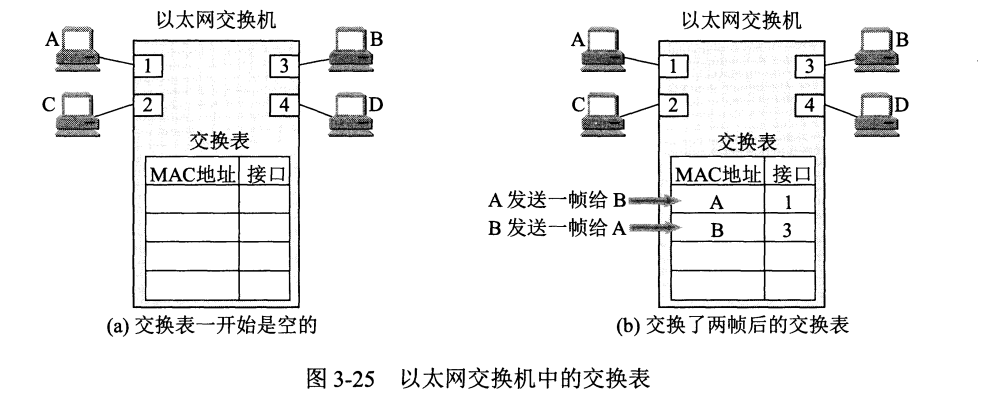 以太网交换机
A
B
1
3
C
D
2
4
交换表
MAC地址 接口
(a) 交换表一开始是空的
以太网交换机
A
B
1
3
C
D
2
4
交换表
MAC地址 接口
A 发送一帧给 B
A 1
B 发送一帧给 A
B 3
(b) 交换了两帧后的交换表
图 3-25 以太网交换机中的交换表